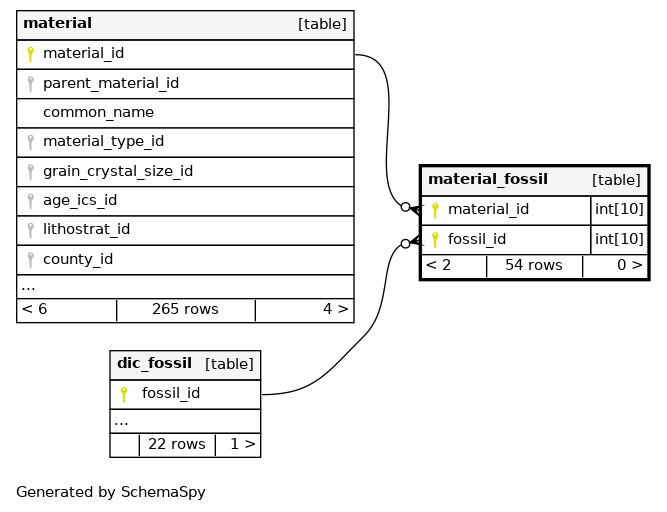 material [table]
material_id
parent_material_id
common_name
material_type_id
grain_crystal_size_id
age_ics_id
lithostrat_id
county_id
...
< 6 265 rows 4 >
material_fossil [table]
material_id int[10]
fossil_id int[10]
< 2 54 rows 0 >
dic_fossil [table]
fossil_id
...
22 rows 1 >
Generated by SchemaSpy